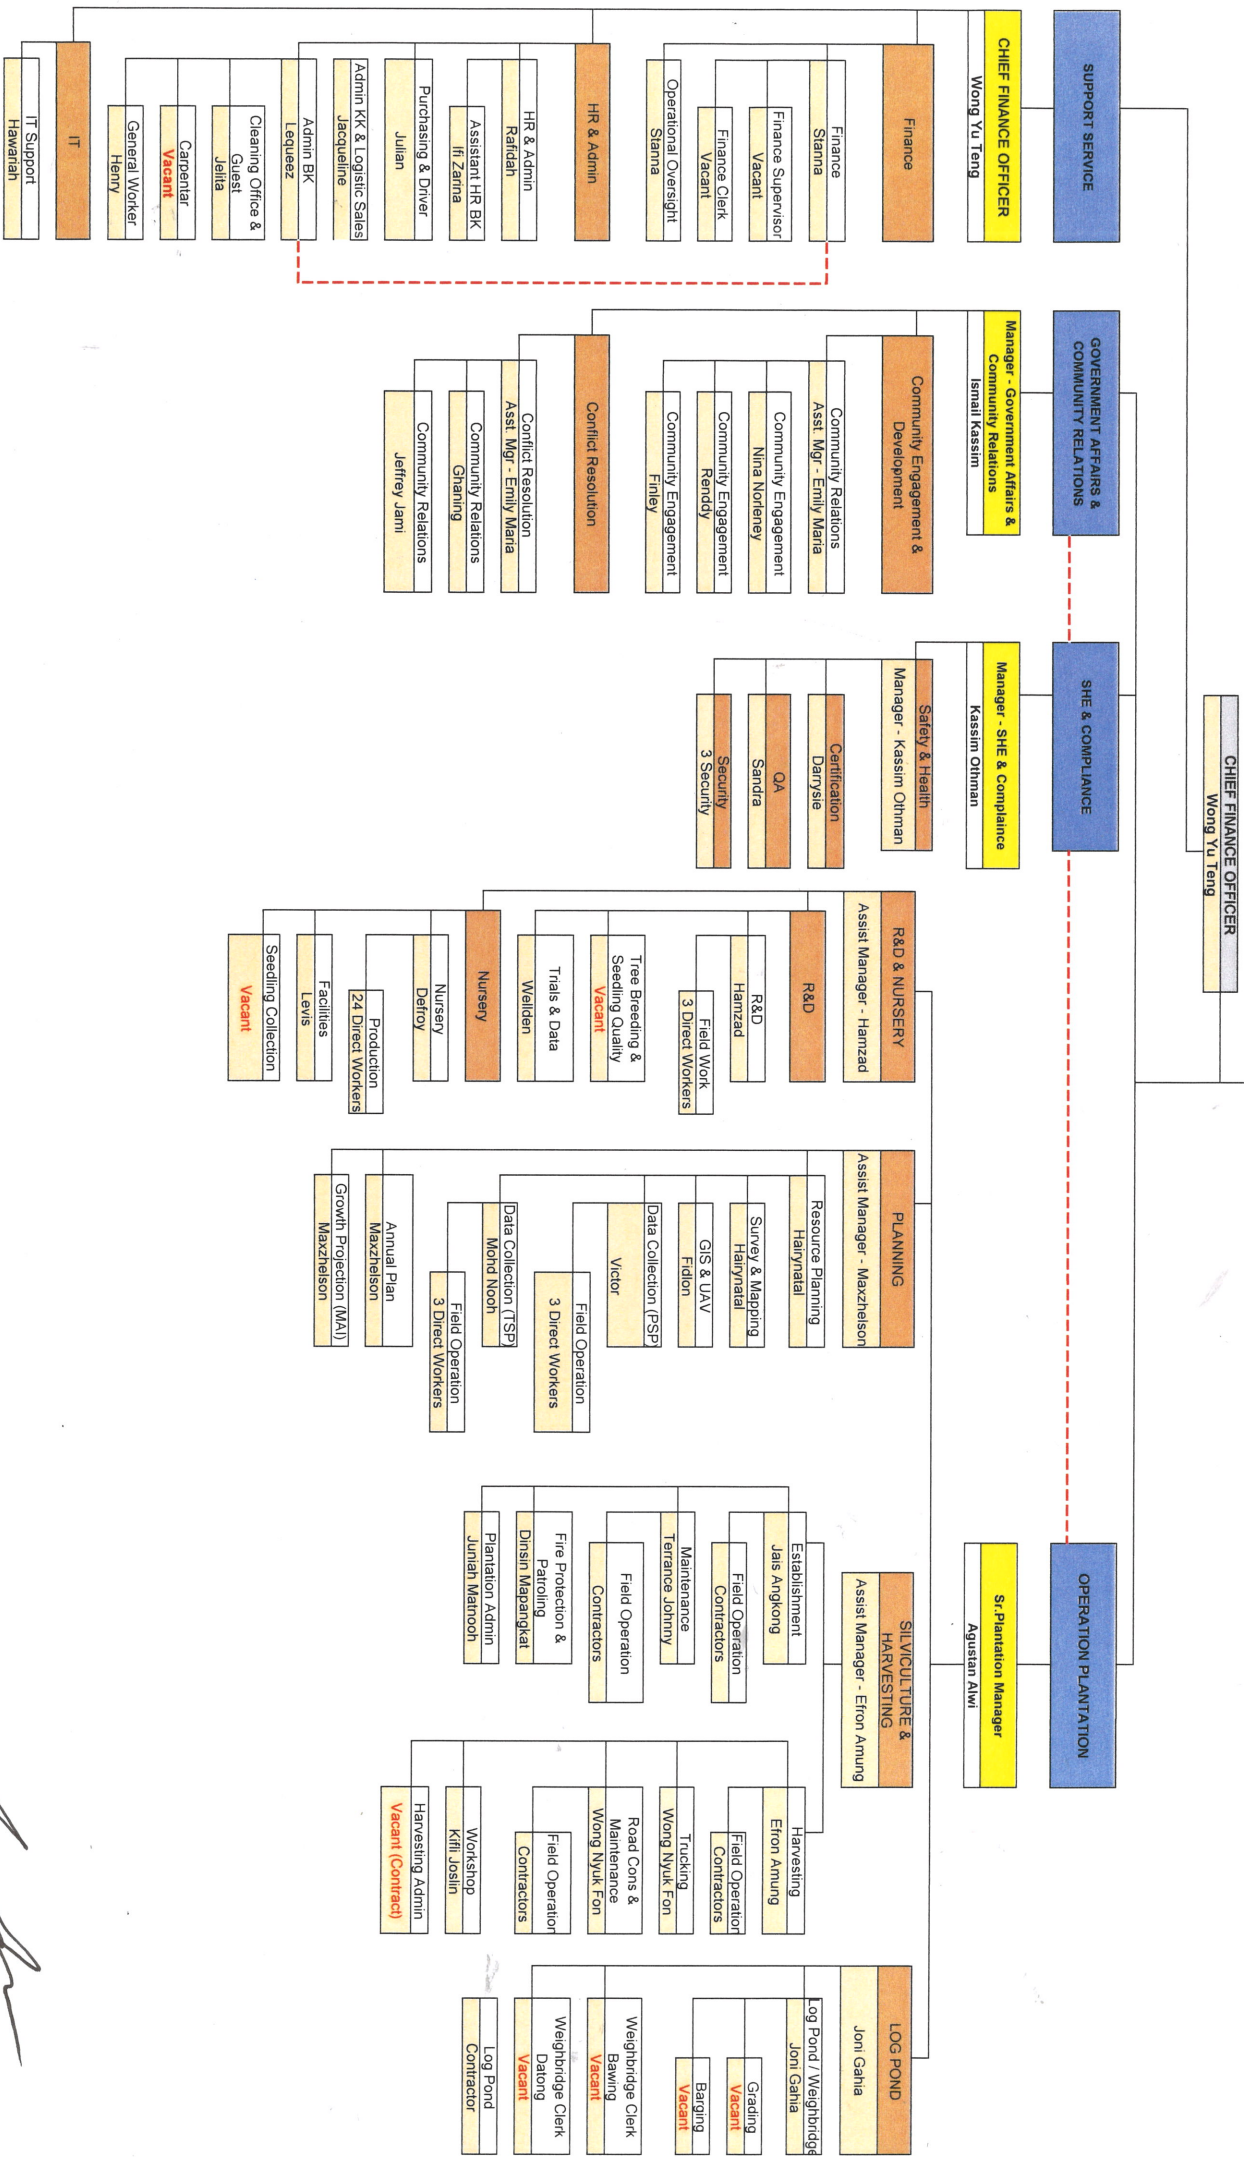 CHIEF FINANCE OFFICER
Wong Yu Teng
SUPPORT SERVICE
CHIEF FINANCE OFFICER
Wong Yu Teng
Finance
Finance
Stanna
Finance Supervisor
Vacant
Finance Clerk
Vacant
Operational Oversight
Stanna
HR & Admin
HR & Admin
Rafidah
Assistant HR BK
Ifi Zarina
Purchasing & Driver
Julian
Admin KK & Logistic Sales
Jacqueline
Admin BK
Lequeez
Cleaning Office &
Guest
Jelita
Carpentar
Vacant
General Worker
Henry
IT
IT Support
Hawariah
GOVERNMENT AFFAIRS &
COMMUNITY RELATIONS
Manager - Government Affairs &
Community Relations
Ismail Kassim
Community Engagement &
Development
Community Relations
Asst. Mgr - Emily Maria
Community Engagement
Nina Norleney
Community Engagement
Renddy
Community Engagement
Finley
Conflict Resolution
Conflict Resolution
Asst. Mgr - Emily Maria
Community Relations
Ghaning
Community Relations
Jeffrey Jami
SHE & COMPLIANCE
Manager - SHE & Complaince
Kassim Othman
Safety & Health
Manager - Kassim Othman
Certification
Darrysie
QA
Sandra
Security
3 Security
OPERATION PLANTATION
Sr.Plantation Manager
Agustan Alwi
R&D & NURSERY
Assist Manager - Hamzad
R&D
R&D
Hamzad
Field Work
3 Direct Workers
Tree Breeding &
Seedling Quality
Vacant
Trials & Data
Wellden
Nursery
Nursery
Defroy
Production
24 Direct Workers
Facilities
Levis
Seedling Collection
Vacant
PLANNING
Assist Manager - Maxzhelson
Resource Planning
Hairynatal
Survey & Mapping
Hairynatal
GIS & UAV
Fidlon
Data Collection (PSP)
Victor
Field Operation
3 Direct Workers
Data Collection (TSP)
Mohd Nooh
Field Operation
3 Direct Workers
Annual Plan
Maxzhelson
Growth Projection (MAI)
Maxzhelson
SILVICULTURE &
HARVESTING
Assist Manager - Efron Amung
Establishment
Jais Angkong
Field Operation
Contractors
Maintenance
Terrance Johnny
Field Operation
Contractors
Fire Protection &
Patroling
Dinsin Mapangkat
Plantation Admin
Juniah Matnooh
Harvesting
Efron Amung
Field Operation
Contractors
Trucking
Wong Nyuk Fon
Road Cons &
Maintenance
Wong Nyuk Fon
Field Operation
Contractors
Workshop
Kifli Joslin
Harvesting Admin
Vacant (Contract)
LOG POND
Joni Gahia
Log Pond / Weighbridge
Joni Gahia
Grading
Vacant
Barging
Vacant
Weighbridge Clerk
Bawing
Vacant
Weighbridge Clerk
Datong
Vacant
Log Pond
Contractor